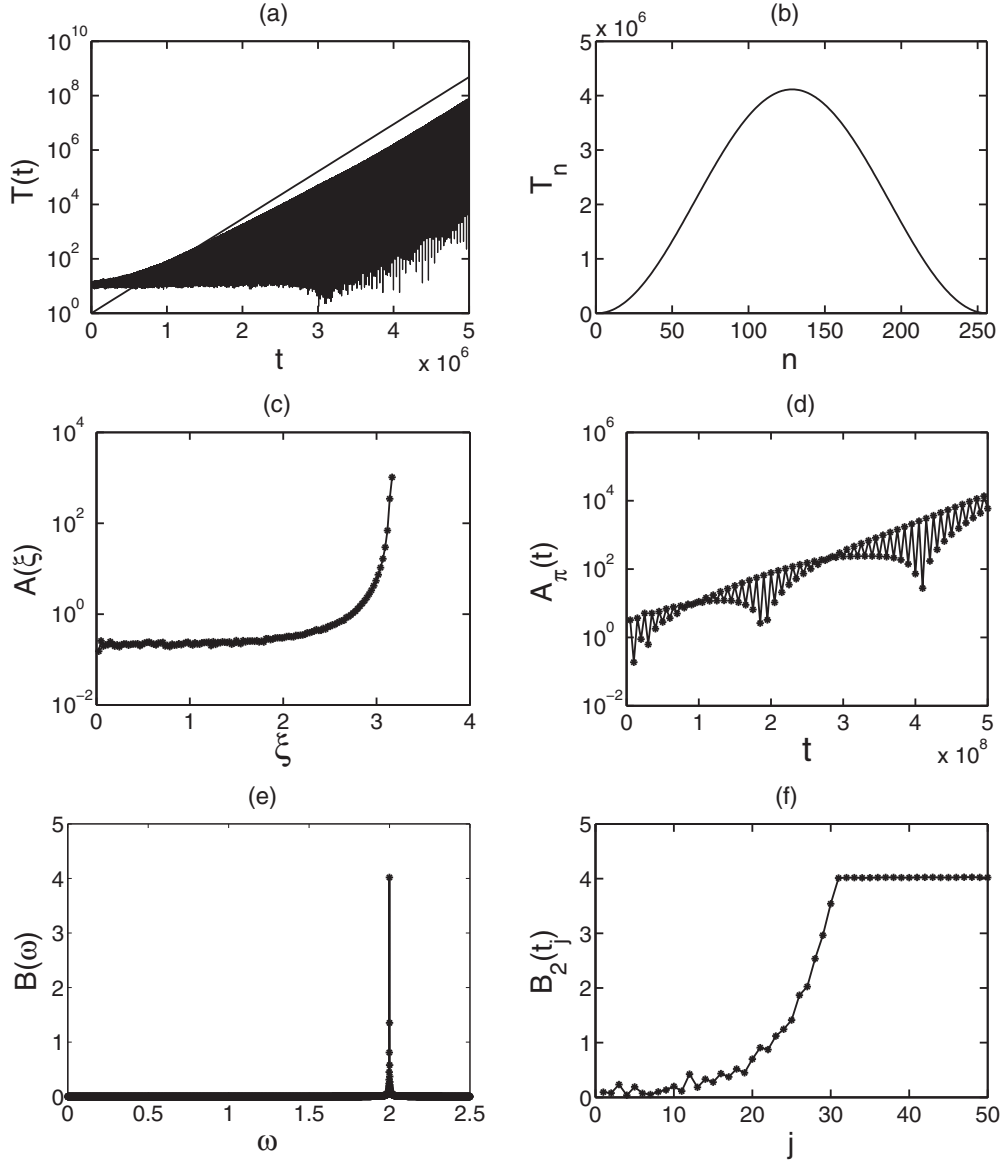 (a)
10^10
10^8
10^6
10^4
10^2
10^0
T(t)
0 1 2 3 4 5
t
x 10^6
(b)
x 10^6
5
4
3
2
1
0
T_n
0 50 100 150 200 250
n
(c)
10^4
10^2
10^0
10^−2
A(ξ)
0 1 2 3 4
ξ
(d)
10^6
10^4
10^2
10^0
10^−2
A_π(t)
0 1 2 3 4 5
t
x 10^8
(e)
5
4
3
2
1
0
B(ω)
0 0.5 1 1.5 2 2.5
ω
(f)
5
4
3
2
1
0
B_2(t_j)
0 10 20 30 40 50
j